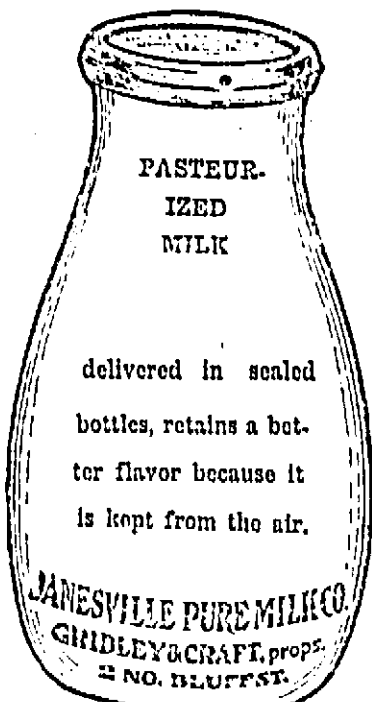 PASTEUR-
IZED
MILK
delivered in sealed
bottles, retains a bet-
ter flavor because it
is kept from the air.
JANESVILLE PURE MILK CO.
GRIDLEY & CRAFT, props.
2 NO. BLUFF ST.